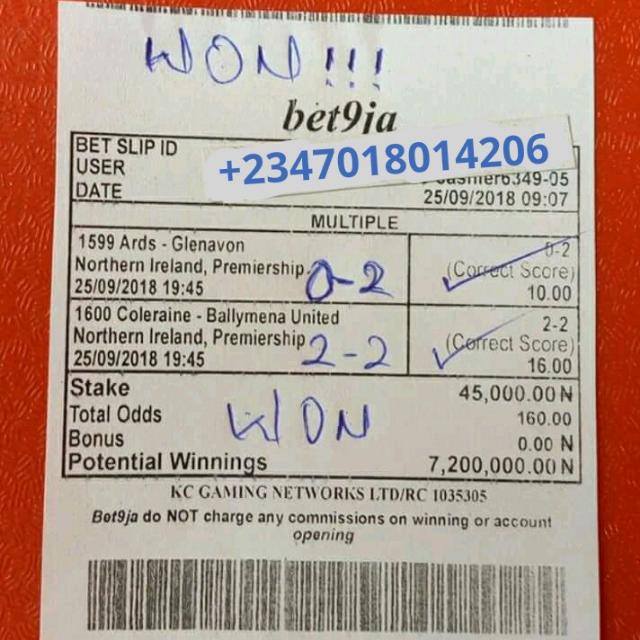 WON!!!
bet9ja
BET SLIP ID
USER
+2347018014206
cashier6349-05
DATE 25/09/2018 09:07
MULTIPLE
1599 Ards - Glenavon 0-2
Northern Ireland, Premiership 0-2 (Correct Score)
25/09/2018 19:45 10.00
1600 Coleraine - Ballymena United 2-2
Northern Ireland, Premiership 2-2 (Correct Score)
25/09/2018 19:45 16.00
Stake 45,000.00 N
Total Odds WON 160.00
Bonus 0.00 N
Potential Winnings 7,200,000.00 N
KC GAMING NETWORKS LTD/RC 1035305
Bet9ja do NOT charge any commissions on winning or account
opening